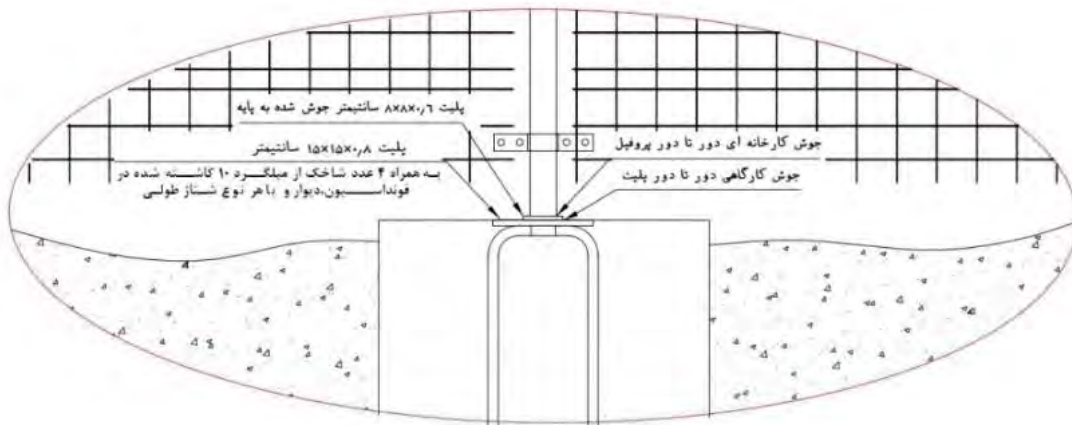 پلیت ۸×۸×۰٫۶ سانتیمتر جوش شده به پایه
پلیت ۱۵×۱۵×۰٫۸ سانتیمتر
به همراه ۴ عدد شاخک از میلگرد ۱۰ کاشته شده در
فونداسیون،دیوار و یا هر نوع شناژ طولی
جوش کارخانه ای دور تا دور پروفیل
جوش کارگاهی دور تا دور پلیت